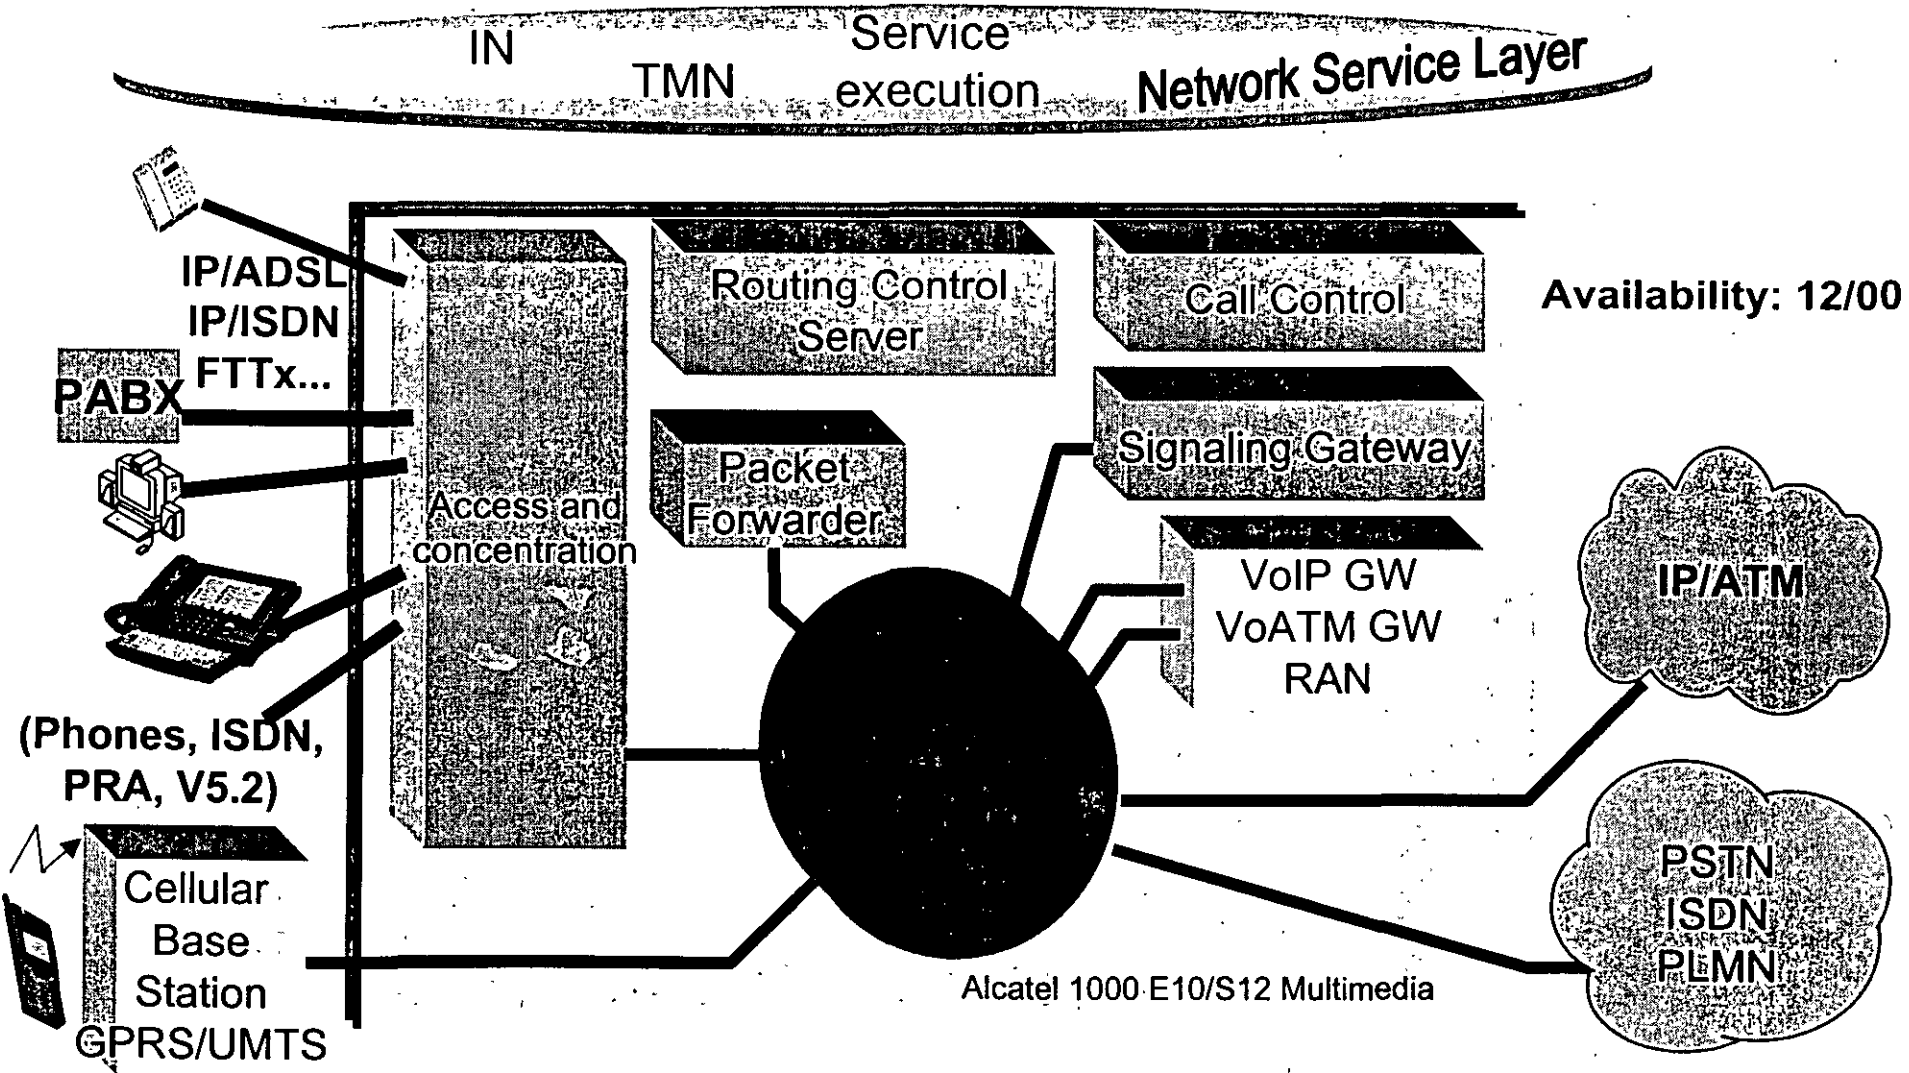 IN
TMN
Service
execution
Network Service Layer
IP/ADSL
IP/ISDN
FTTx...
PABX
(Phones, ISDN,
PRA, V5.2)
Cellular
Base
Station
GPRS/UMTS
Access and
concentration
Routing Control
Server
Packet
Forwarder
Call Control
Signaling Gateway
VoIP GW
VoATM GW
RAN
Availability: 12/00
IP/ATM
PSTN
ISDN
PLMN
Alcatel 1000 E10/S12 Multimedia